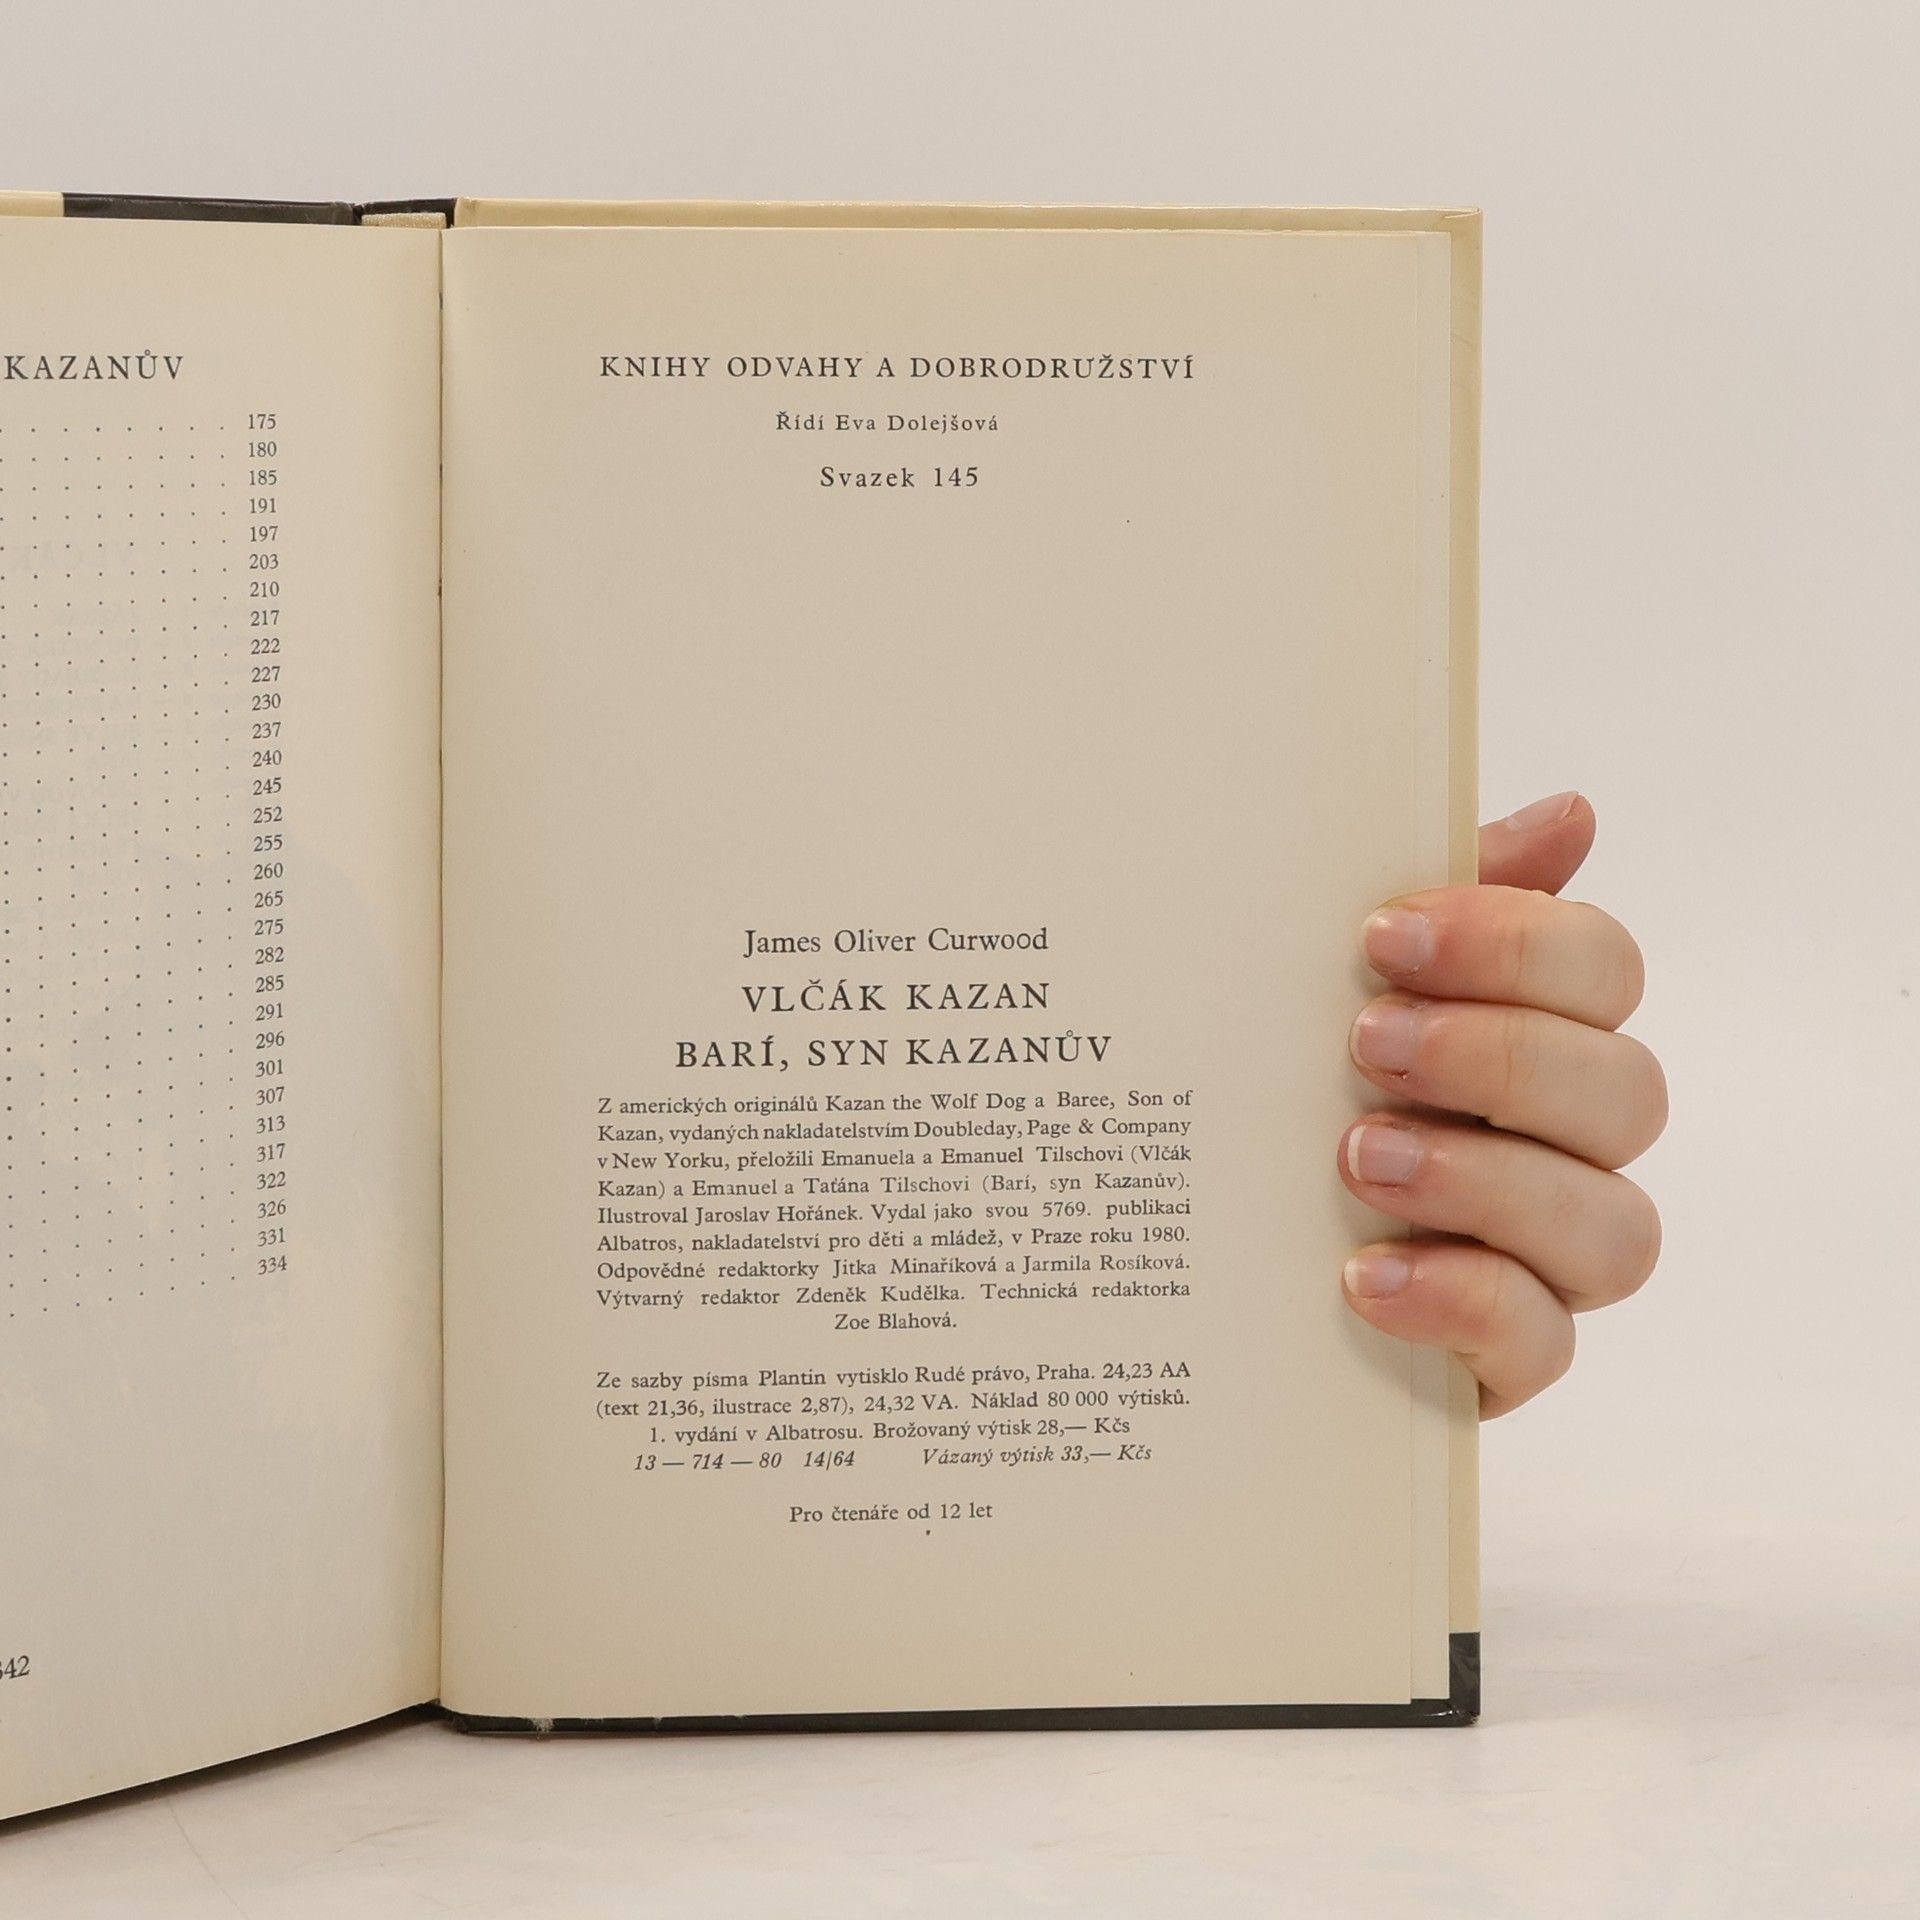 KAZANŮV
. . . . . . . . 175
. . . . . . . . 180
. . . . . . . . 185
. . . . . . . . 191
. . . . . . . . 197
. . . . . . . . 203
. . . . . . . . 210
. . . . . . . . 217
. . . . . . . . 222
. . . . . . . . 227
. . . . . . . . 230
. . . . . . . . 237
. . . . . . . . 240
. . . . . . . . 245
. . . . . . . . 252
. . . . . . . . 255
. . . . . . . . 260
. . . . . . . . 265
. . . . . . . . 275
. . . . . . . . 282
. . . . . . . . 285
. . . . . . . . 291
. . . . . . . . 296
. . . . . . . . 301
. . . . . . . . 307
. . . . . . . . 313
. . . . . . . . 317
. . . . . . . . 322
. . . . . . . . 326
. . . . . . . . 331
. . . . . . . . 334
342
KNIHY ODVAHY A DOBRODRUŽSTVÍ
Řídí Eva Dolejšová
Svazek 145
James Oliver Curwood
VLČÁK KAZAN
BARÍ, SYN KAZANŮV
Z amerických originálů Kazan the Wolf Dog a Baree, Son of
Kazan, vydaných nakladatelstvím Doubleday, Page & Company
v New Yorku, přeložili Emanuela a Emanuel Tilschovi (Vlčák
Kazan) a Emanuel a Taťána Tilschovi (Barí, syn Kazanův).
Ilustroval Jaroslav Hořánek. Vydal jako svou 5769. publikaci
Albatros, nakladatelství pro děti a mládež, v Praze roku 1980.
Odpovědné redaktorky Jitka Minaříková a Jarmila Rosíková.
Výtvarný redaktor Zdeněk Kudělka. Technická redaktorka
Zoe Blahová.
Ze sazby písma Plantin vytisklo Rudé právo, Praha. 24,23 AA
(text 21,36, ilustrace 2,87), 24,32 VA. Náklad 80 000 výtisků.
1. vydání v Albatrosu. Brožovaný výtisk 28,— Kčs
13 — 714 — 80 14/64 Vázaný výtisk 33,— Kčs
Pro čtenáře od 12 let